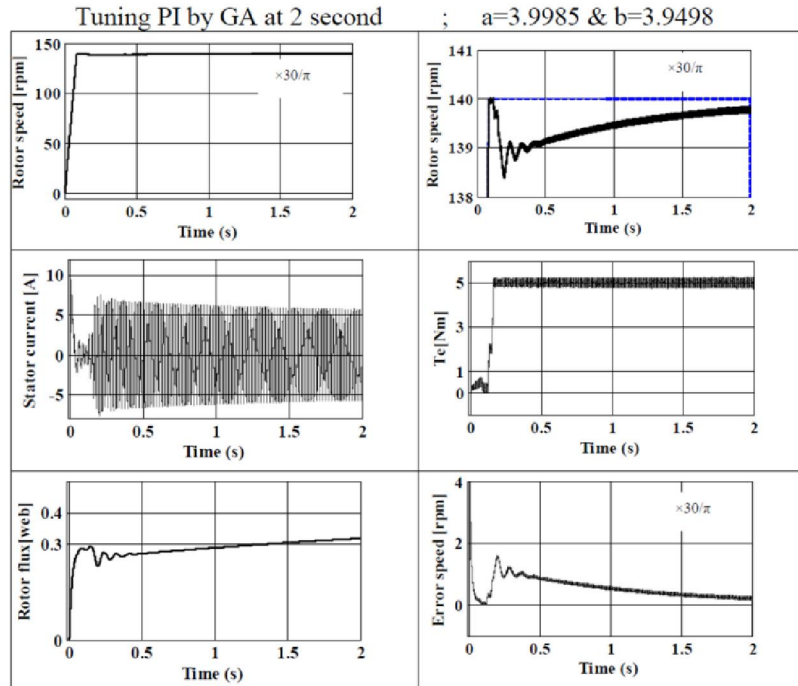 Tuning PI by GA at 2 second ; a=3.9985 & b=3.9498
Rotor speed [rpm]
150
100
50
0
×30/π
0 0.5 1 1.5 2
Time (s)
Rotor speed [rpm]
141
140
139
138
×30/π
0 0.5 1 1.5 2
Time (s)
Stator current [A]
10
5
0
-5
0 0.5 1 1.5 2
Time (s)
Te[Nm]
5
3
1
0
0 0.5 1 1.5 2
Time (s)
Rotor flux[web]
0.4
0.3
0
0 0.5 1 1.5 2
Time (s)
Error speed [rpm]
4
2
0
×30/π
0 0.5 1 1.5 2
Time (s)